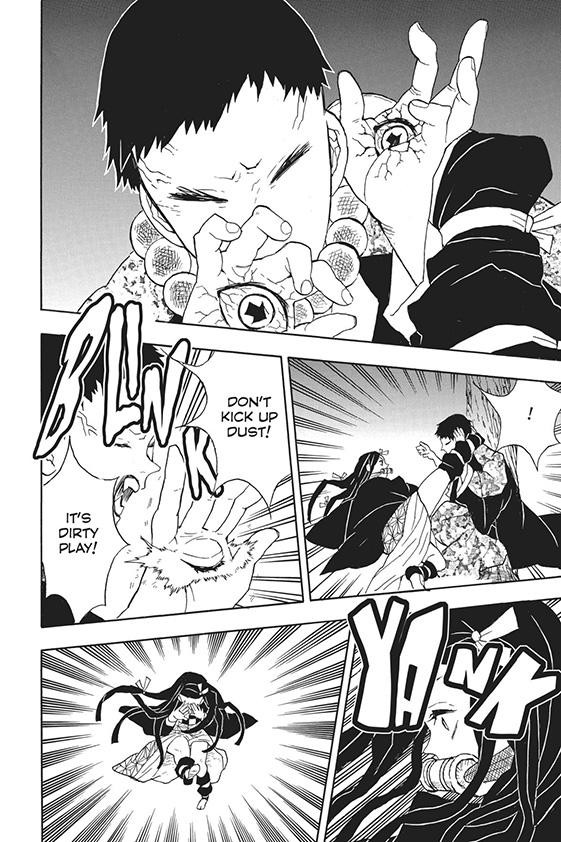 !
DON'T
KICK UP
DUST!
BLINK
IT'S
DIRTY
PLAY!
YANK